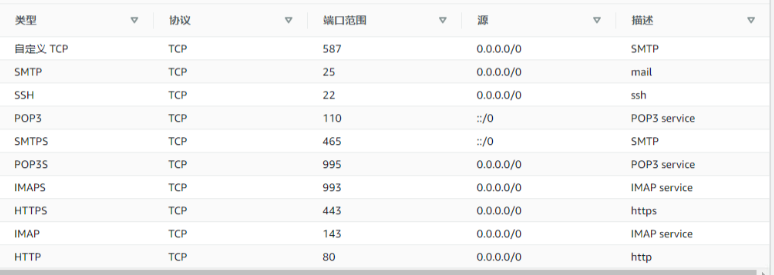 类型 协议 端口范围 源 描述
自定义 TCP TCP 587 0.0.0.0/0 SMTP
SMTP TCP 25 0.0.0.0/0 mail
SSH TCP 22 0.0.0.0/0 ssh
POP3 TCP 110 ::/0 POP3 service
SMTPS TCP 465 ::/0 SMTP
POP3S TCP 995 0.0.0.0/0 POP3 service
IMAPS TCP 993 0.0.0.0/0 IMAP service
HTTPS TCP 443 0.0.0.0/0 https
IMAP TCP 143 0.0.0.0/0 IMAP service
HTTP TCP 80 0.0.0.0/0 http